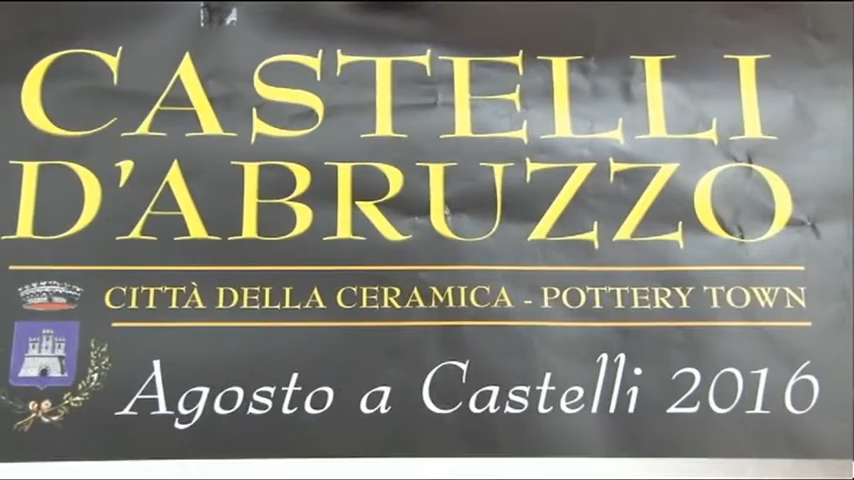 CASTELLI
D'ABRUZZO
CITTÀ DELLA CERAMICA - POTTERY TOWN
Agosto a Castelli 2016